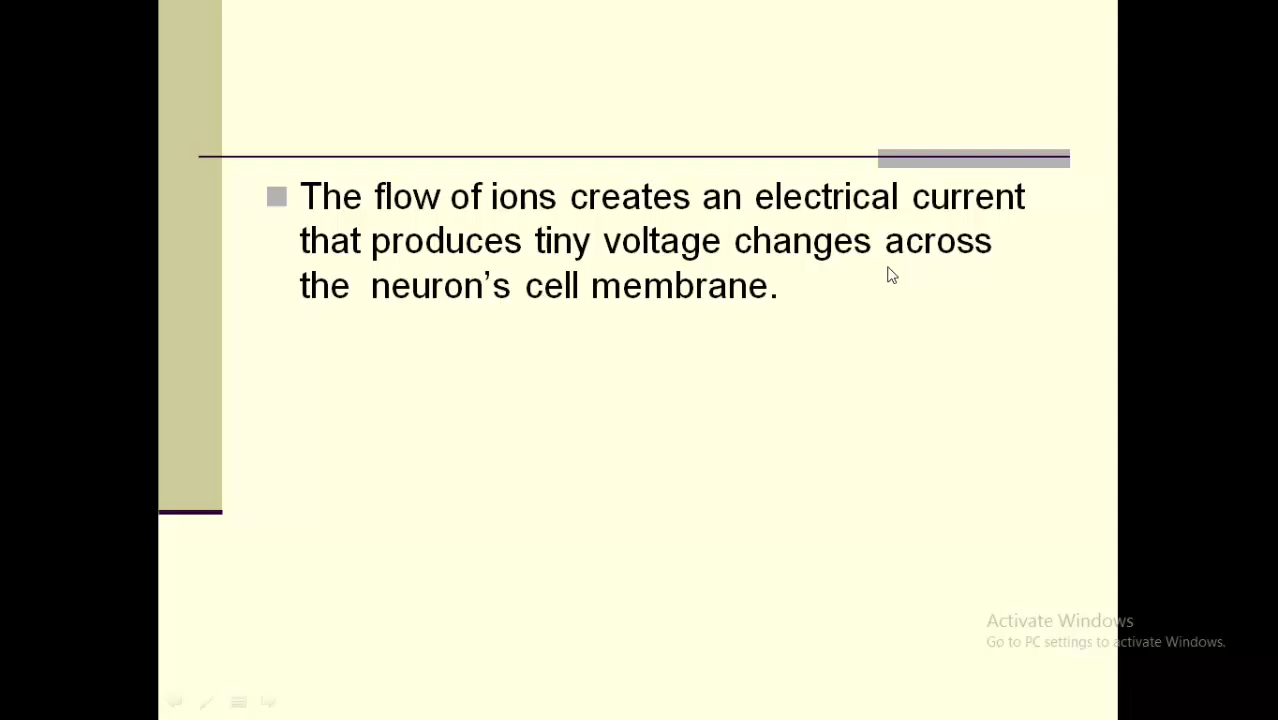 The flow of ions creates an electrical current
that produces tiny voltage changes across
the neuron’s cell membrane.
Activate Windows
Go to PC settings to activate Windows.